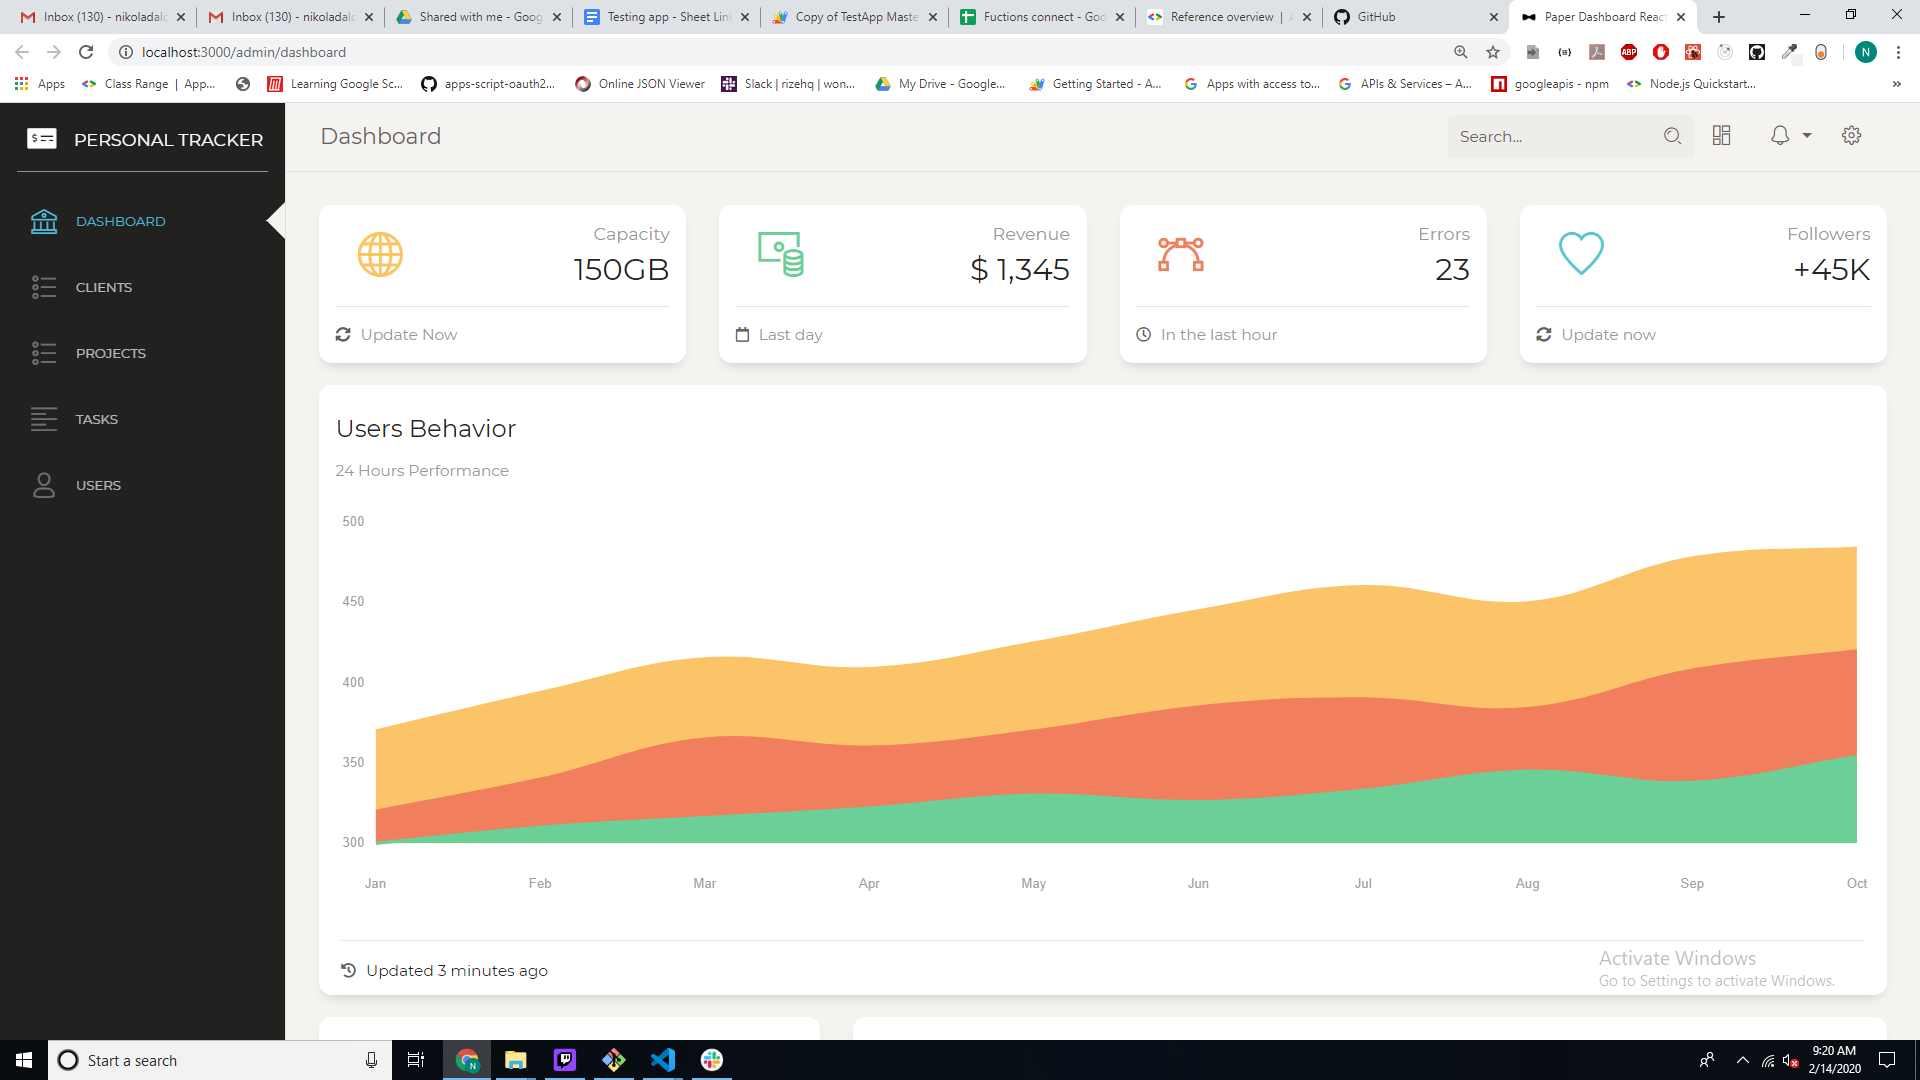 Inbox (130) - nikoladalc
Inbox (130) - nikoladalc
Shared with me - Goog
Testing app - Sheet Lin
Copy of TestApp Maste
Fuctions connect - Goo
Reference overview |
GitHub
Paper Dashboard React
localhost:3000/admin/dashboard
Apps
Class Range | App...
Learning Google Sc...
apps-script-oauth2...
Online JSON Viewer
Slack | rizehq | won...
My Drive - Google...
Getting Started - A...
Apps with access to...
APIs & Services – A...
googleapis - npm
Node.js Quickstart...
»
ABP
N
PERSONAL TRACKER
DASHBOARD
CLIENTS
PROJECTS
TASKS
USERS
Dashboard
Search...
Capacity
150GB
Update Now
Revenue
$ 1,345
Last day
Errors
23
In the last hour
Followers
+45K
Update now
Users Behavior
24 Hours Performance
500
450
400
350
300
Jan Feb Mar Apr May Jun Jul Aug Sep Oct
Updated 3 minutes ago
Activate Windows
Go to Settings to activate Windows.
Start a search
9:20 AM
2/14/2020